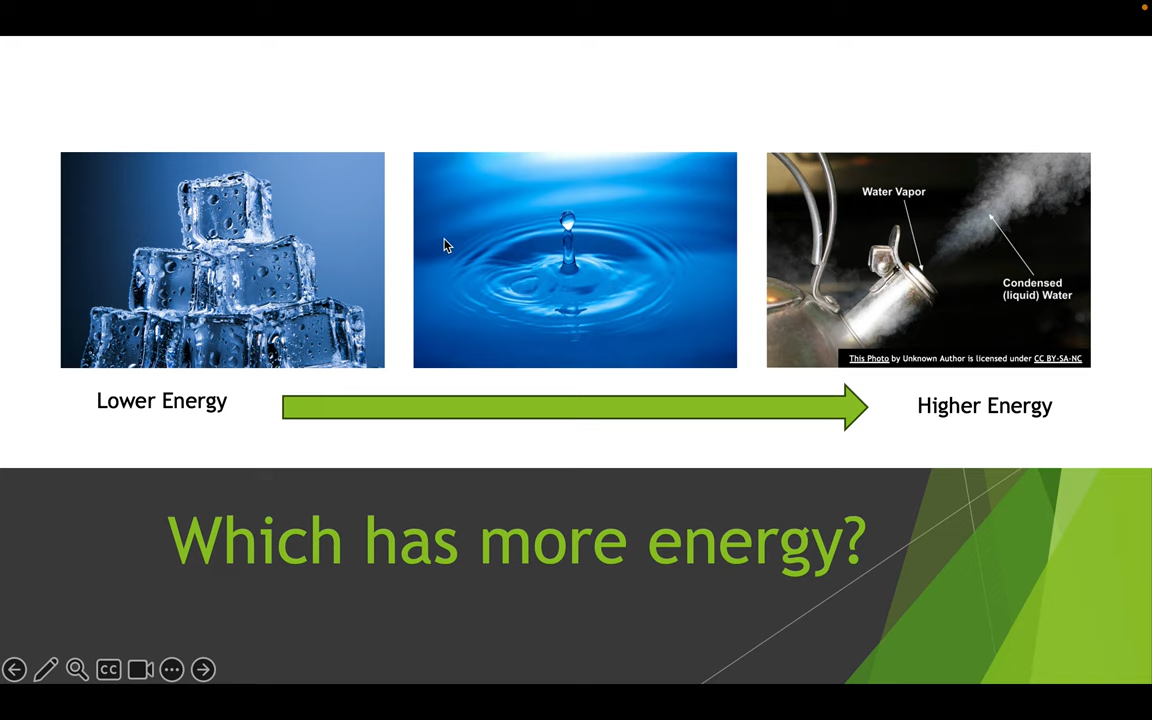 Water Vapor
Condensed
(liquid) Water
This Photo by Unknown Author is licensed under CC BY-SA-NC
Lower Energy
Higher Energy
Which has more energy?
CC